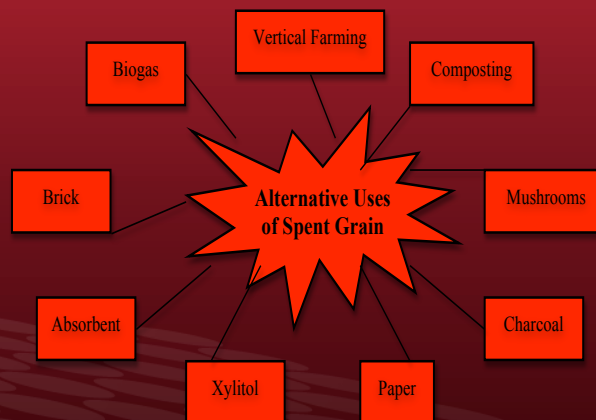 Vertical Farming
Biogas
Composting
Brick
Alternative Uses
of Spent Grain
Mushrooms
Absorbent
Charcoal
Xylitol
Paper